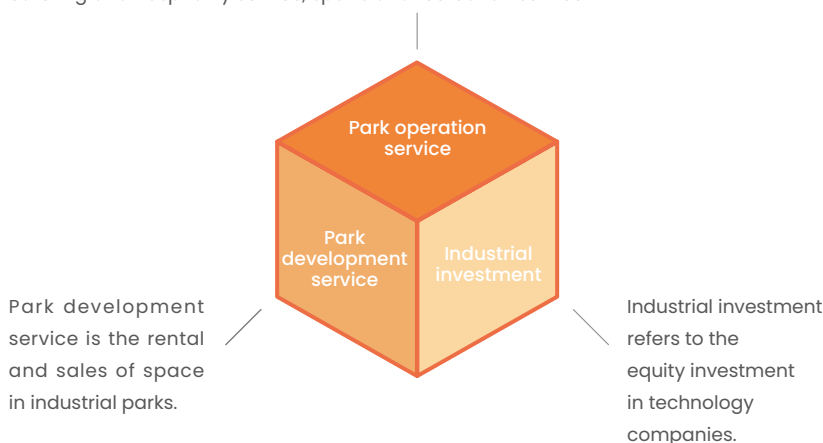 Park operation
service
Park
development
service
Industrial
investment
Park development
service is the rental
and sales of space
in industrial parks.
Industrial investment
refers to the
equity investment
in technology
companies.